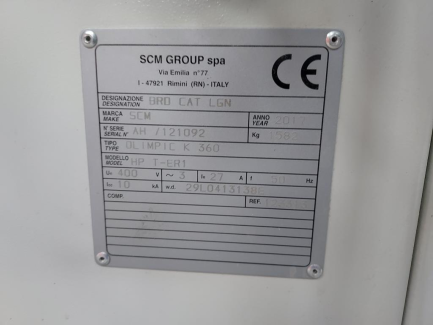 SCM GROUP spa
Via Emilia n°77
I - 47921 Rimini (RN) - ITALY
CE
DESIGNAZIONE DESIGNATION BRD CAT LGN
MARCA MAKE SCM ANNO YEAR
N° SERIE SERIAL N° AH /121092 Kg
TIPO TYPE OLIMPIC K 360
MODELLO MODEL HP T-ER1
Un 400 V ~ 3 In 27 A f Hz
Icc 10 kA w.d.
COMP. REF.